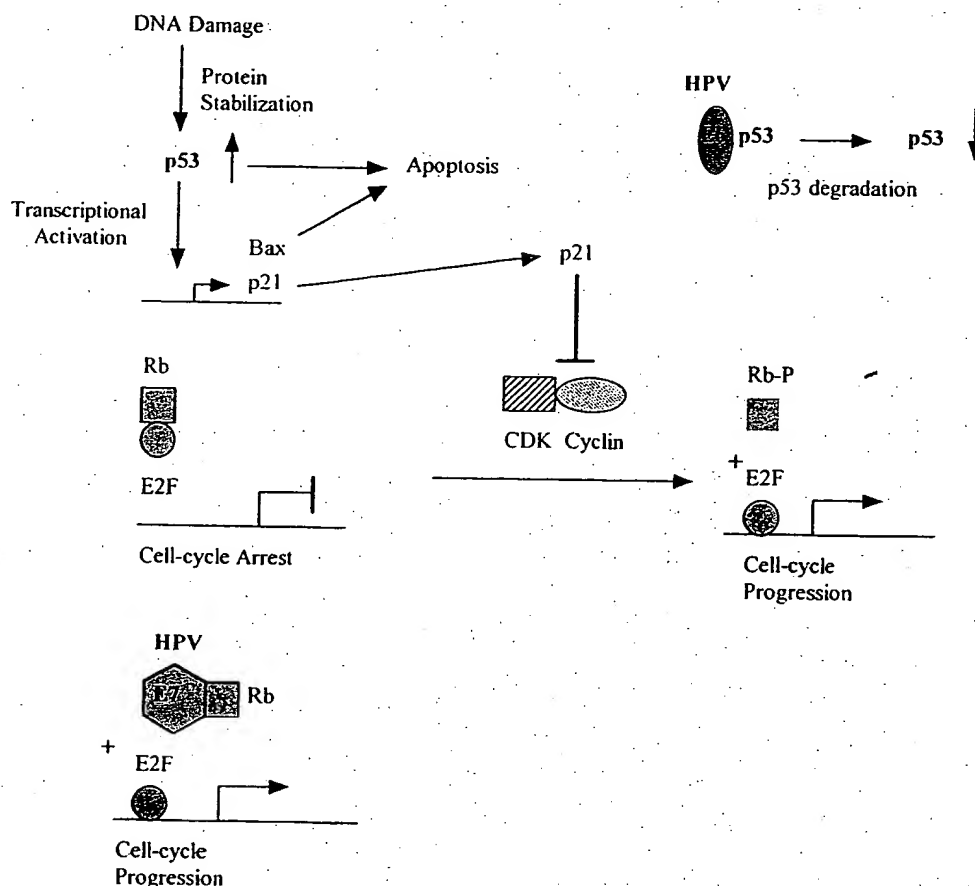 DNA Damage
Protein
Stabilization
p53
Apoptosis
Transcriptional
Activation
Bax
p21
p21
HPV
p53
p53
p53 degradation
Rb
E2F
Cell-cycle Arrest
CDK Cyclin
Rb-P
+
E2F
Cell-cycle
Progression
HPV
E7
Rb
+
E2F
Cell-cycle
Progression